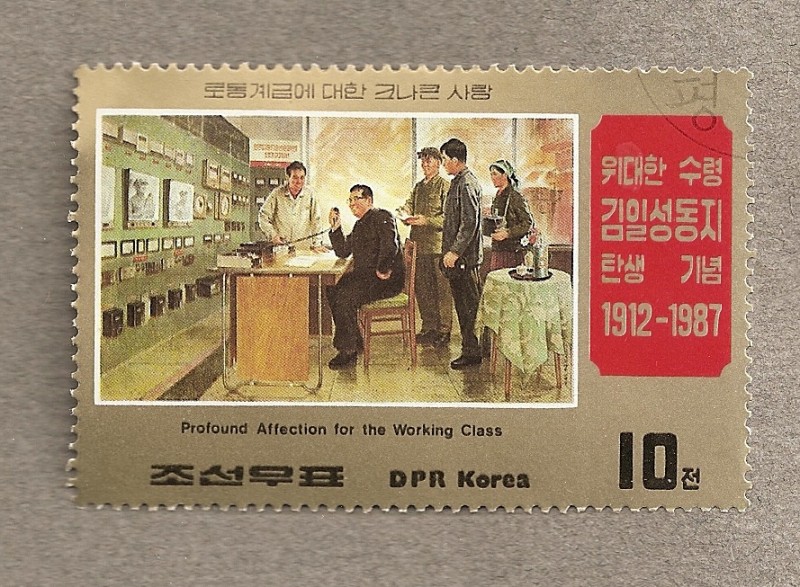 로동계급에 대한 크나큰 사랑
평
위대한 수령
김일성동지
탄생 기념
1912-1987
Profound Affection for the Working Class
조선우표 DPR Korea 10전